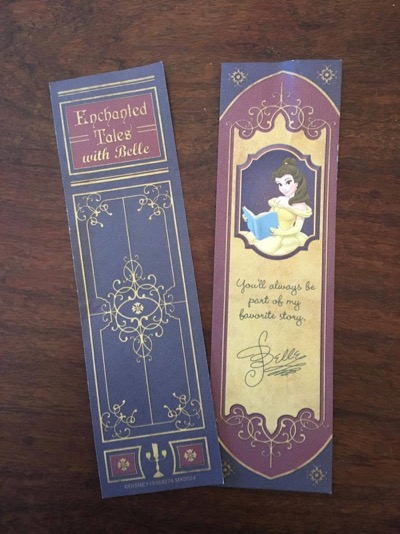 Enchanted
Tales
with Belle
You'll always be
part of my
favorite story,
Belle